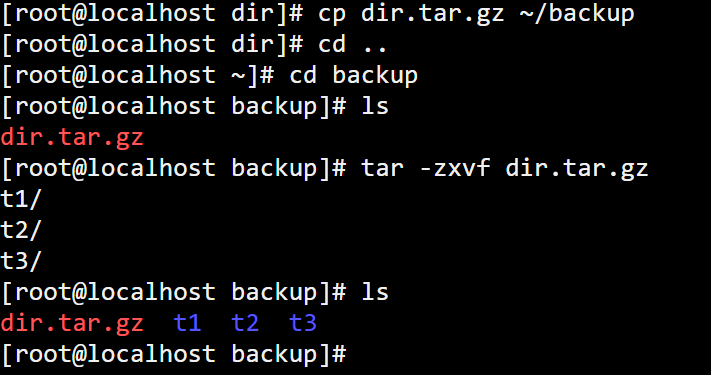 [root@localhost dir]# cp dir.tar.gz ~/backup
[root@localhost dir]# cd ..
[root@localhost ~]# cd backup
[root@localhost backup]# ls
dir.tar.gz
[root@localhost backup]# tar -zxvf dir.tar.gz
t1/
t2/
t3/
[root@localhost backup]# ls
dir.tar.gz  t1  t2  t3
[root@localhost backup]#